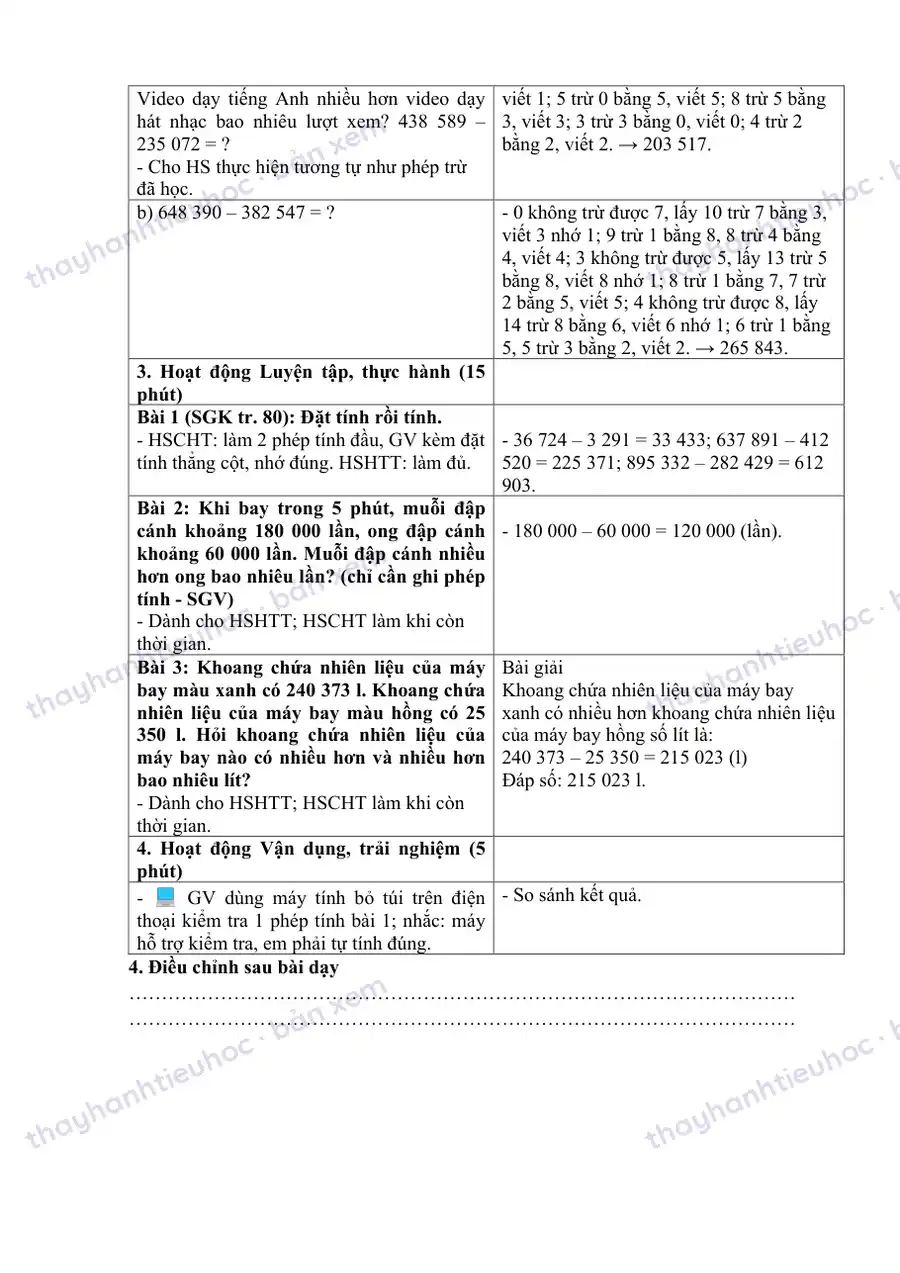 Video dạy tiếng Anh nhiều hơn video dạy
hát nhạc bao nhiêu lượt xem? 438 589 –
235 072 = ?
- Cho HS thực hiện tương tự như phép trừ
đã học.
viết 1; 5 trừ 0 bằng 5, viết 5; 8 trừ 5 bằng
3, viết 3; 3 trừ 3 bằng 0, viết 0; 4 trừ 2
bằng 2, viết 2. → 203 517.
b) 648 390 – 382 547 = ?
- 0 không trừ được 7, lấy 10 trừ 7 bằng 3,
viết 3 nhớ 1; 9 trừ 1 bằng 8, 8 trừ 4 bằng
4, viết 4; 3 không trừ được 5, lấy 13 trừ 5
bằng 8, viết 8 nhớ 1; 8 trừ 1 bằng 7, 7 trừ
2 bằng 5, viết 5; 4 không trừ được 8, lấy
14 trừ 8 bằng 6, viết 6 nhớ 1; 6 trừ 1 bằng
5, 5 trừ 3 bằng 2, viết 2. → 265 843.
3. Hoạt động Luyện tập, thực hành (15
phút)
Bài 1 (SGK tr. 80): Đặt tính rồi tính.
- HSCHT: làm 2 phép tính đầu, GV kèm đặt
tính thẳng cột, nhớ đúng. HSHTT: làm đủ.
- 36 724 – 3 291 = 33 433; 637 891 – 412
520 = 225 371; 895 332 – 282 429 = 612
903.
Bài 2: Khi bay trong 5 phút, muỗi đập
cánh khoảng 180 000 lần, ong đập cánh
khoảng 60 000 lần. Muỗi đập cánh nhiều
hơn ong bao nhiêu lần? (chỉ cần ghi phép
tính - SGV)
- Dành cho HSHTT; HSCHT làm khi còn
thời gian.
- 180 000 – 60 000 = 120 000 (lần).
Bài 3: Khoang chứa nhiên liệu của máy
bay màu xanh có 240 373 l. Khoang chứa
nhiên liệu của máy bay màu hồng có 25
350 l. Hỏi khoang chứa nhiên liệu của
máy bay nào có nhiều hơn và nhiều hơn
bao nhiêu lít?
- Dành cho HSHTT; HSCHT làm khi còn
thời gian.
Bài giải
Khoang chứa nhiên liệu của máy bay
xanh có nhiều hơn khoang chứa nhiên liệu
của máy bay hồng số lít là:
240 373 – 25 350 = 215 023 (l)
Đáp số: 215 023 l.
4. Hoạt động Vận dụng, trải nghiệm (5
phút)
- 💻 GV dùng máy tính bỏ túi trên điện
thoại kiểm tra 1 phép tính bài 1; nhắc: máy
hỗ trợ kiểm tra, em phải tự tính đúng.
- So sánh kết quả.
4. Điều chỉnh sau bài dạy
…………………………………………………………………………………………
…………………………………………………………………………………………
thayhanhtieuhoc · bản xem
thayhanhtieuhoc · b
thayhanhtieuhoc · bản xem
thayhanhtieuhoc · b
thayhanhtieuhoc · bản xem
thayhanhtieuhoc · b